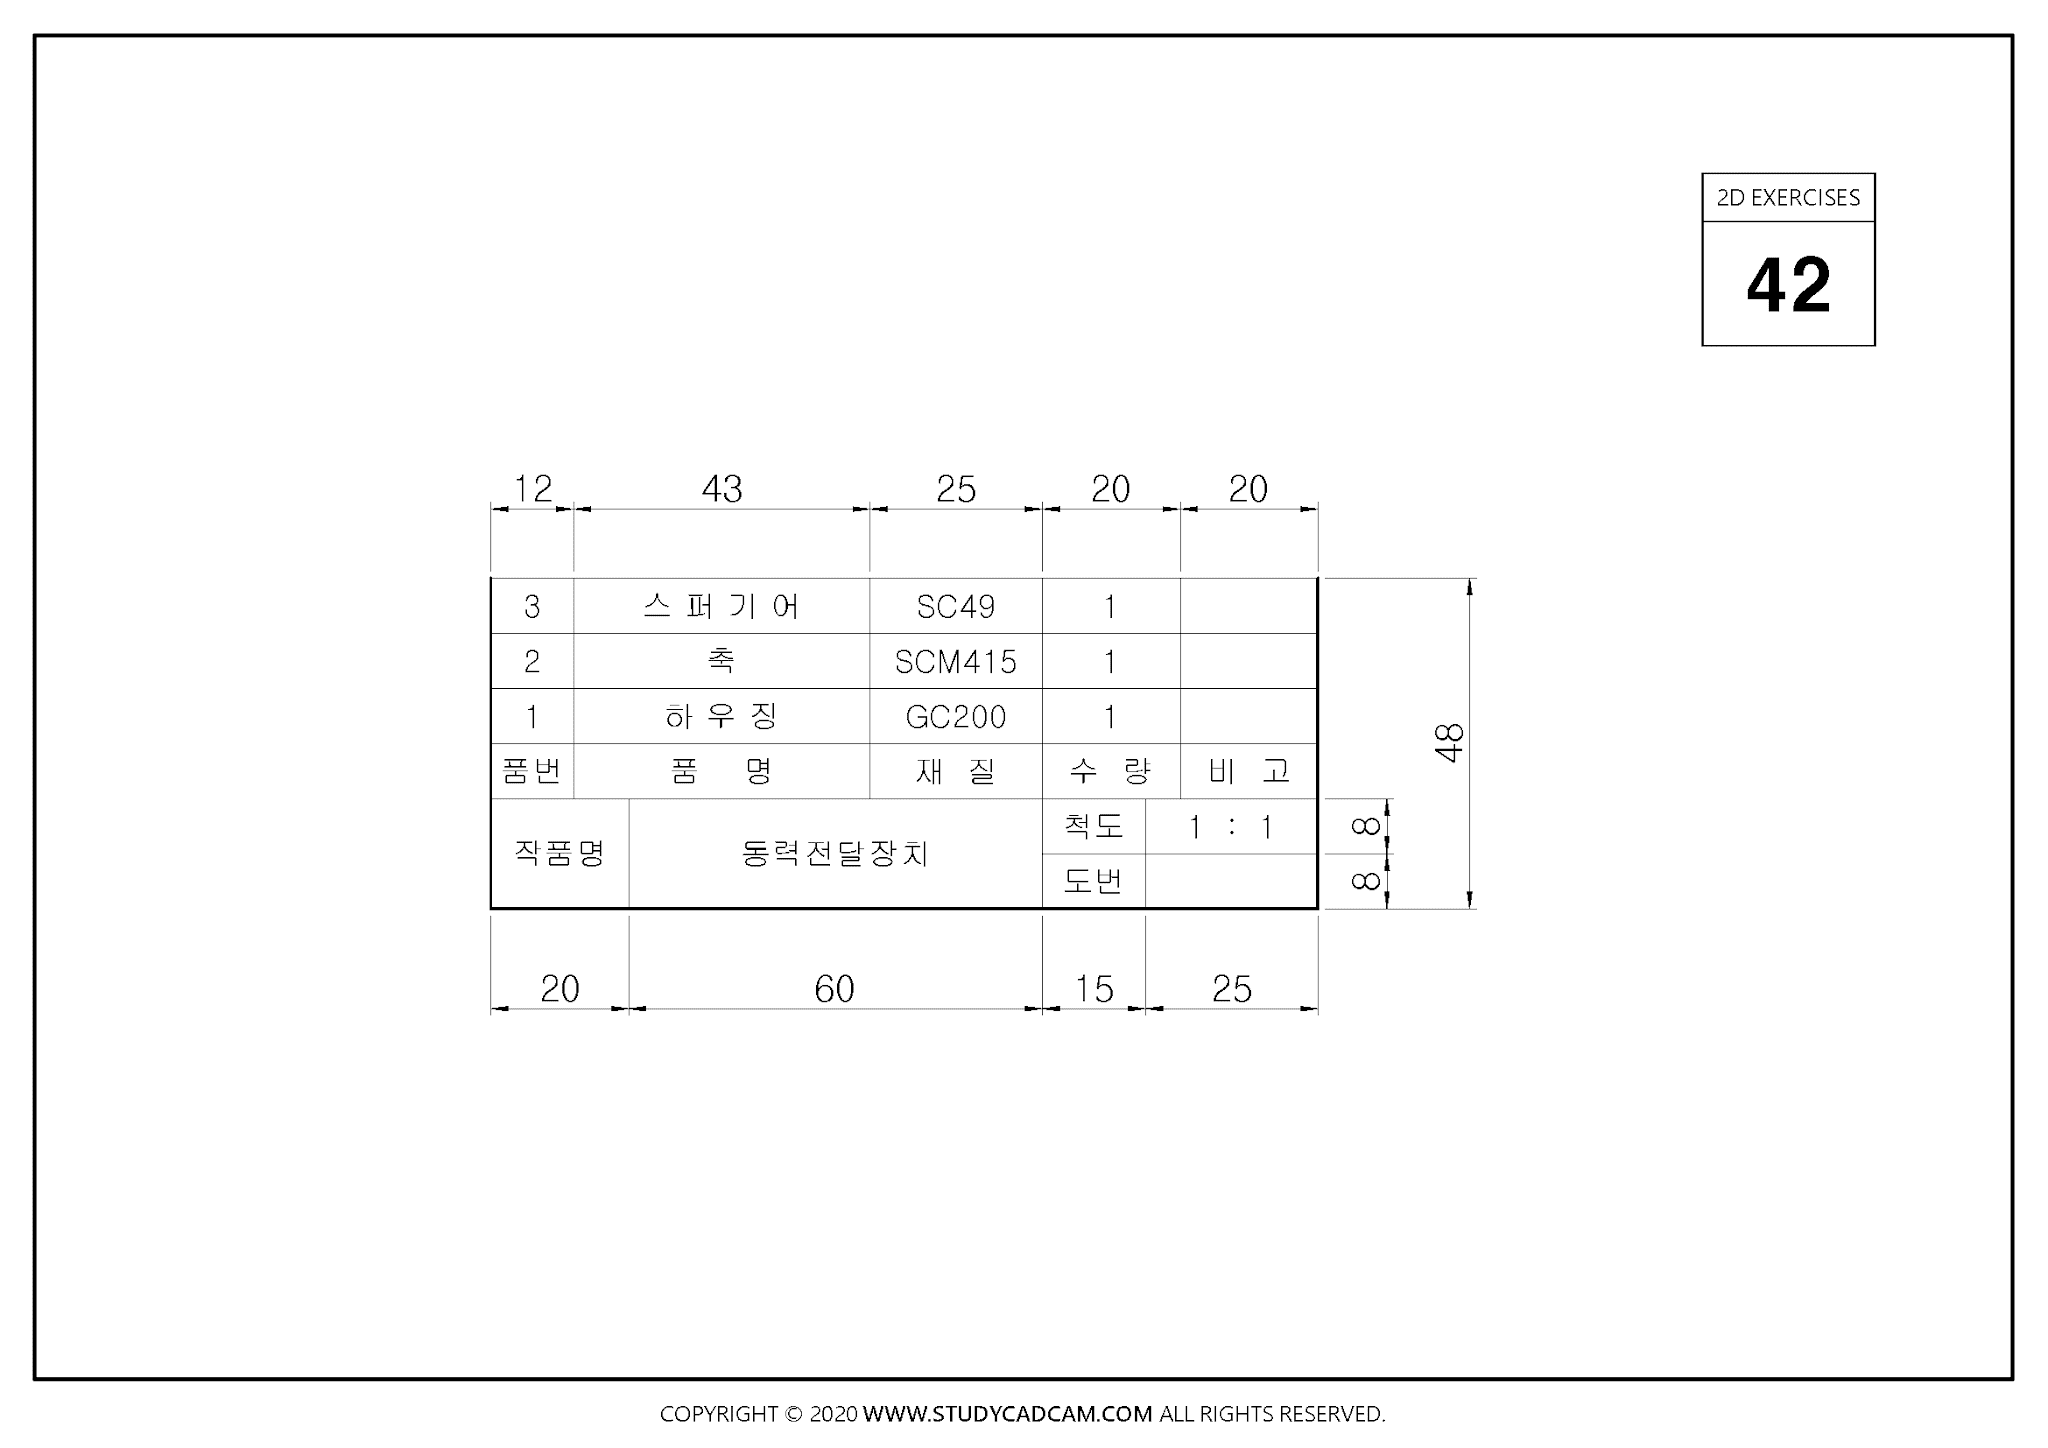 2D EXERCISES
42
12 43 25 20 20
3 스 퍼 기 어 SC49 1
2 축 SCM415 1
1 하 우 징 GC200 1
품번 품 명 재 질 수 량 비 고
48
작품명 동력전달장치 척도 1 : 1
8
도번
8
20 60 15 25
COPYRIGHT © 2020 WWW.STUDYCADCAM.COM ALL RIGHTS RESERVED.